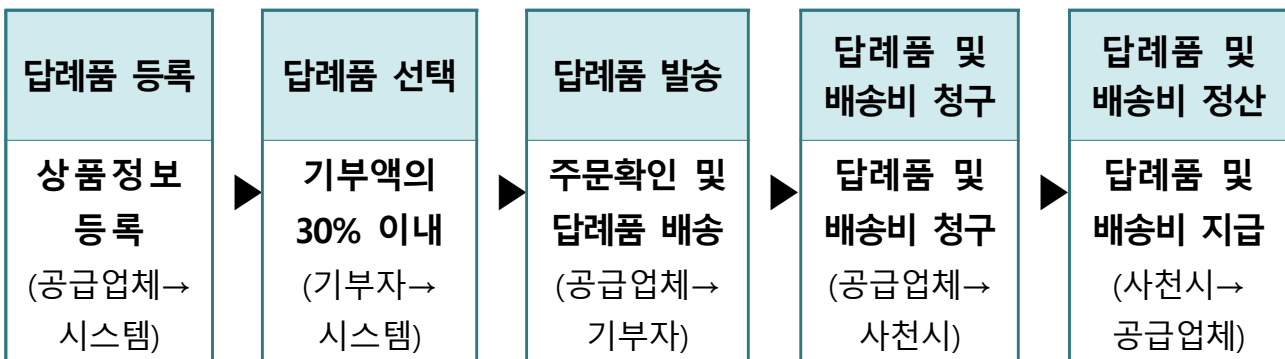 답례품 등록
상품정보
등록
(공급업체→
시스템)
▶
답례품 선택
기부액의
30% 이내
(기부자→
시스템)
▶
답례품 발송
주문확인 및
답례품 배송
(공급업체→
기부자)
▶
답례품 및
배송비 청구
답례품 및
배송비 청구
(공급업체→
사천시)
▶
답례품 및
배송비 정산
답례품 및
배송비 지급
(사천시→
공급업체)